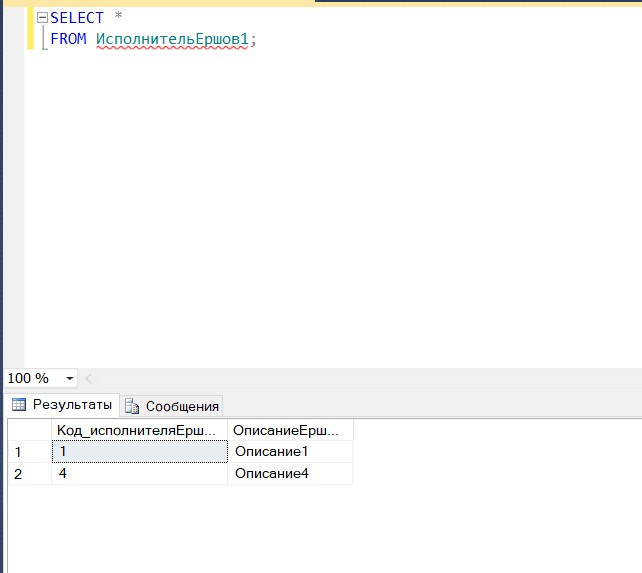 SELECT *
FROM ИсполнительЕршов1;
100 %
Результаты Сообщения
Код_исполнителяЕрш... ОписаниеЕрш...
1 1 Описание1
2 4 Описание4